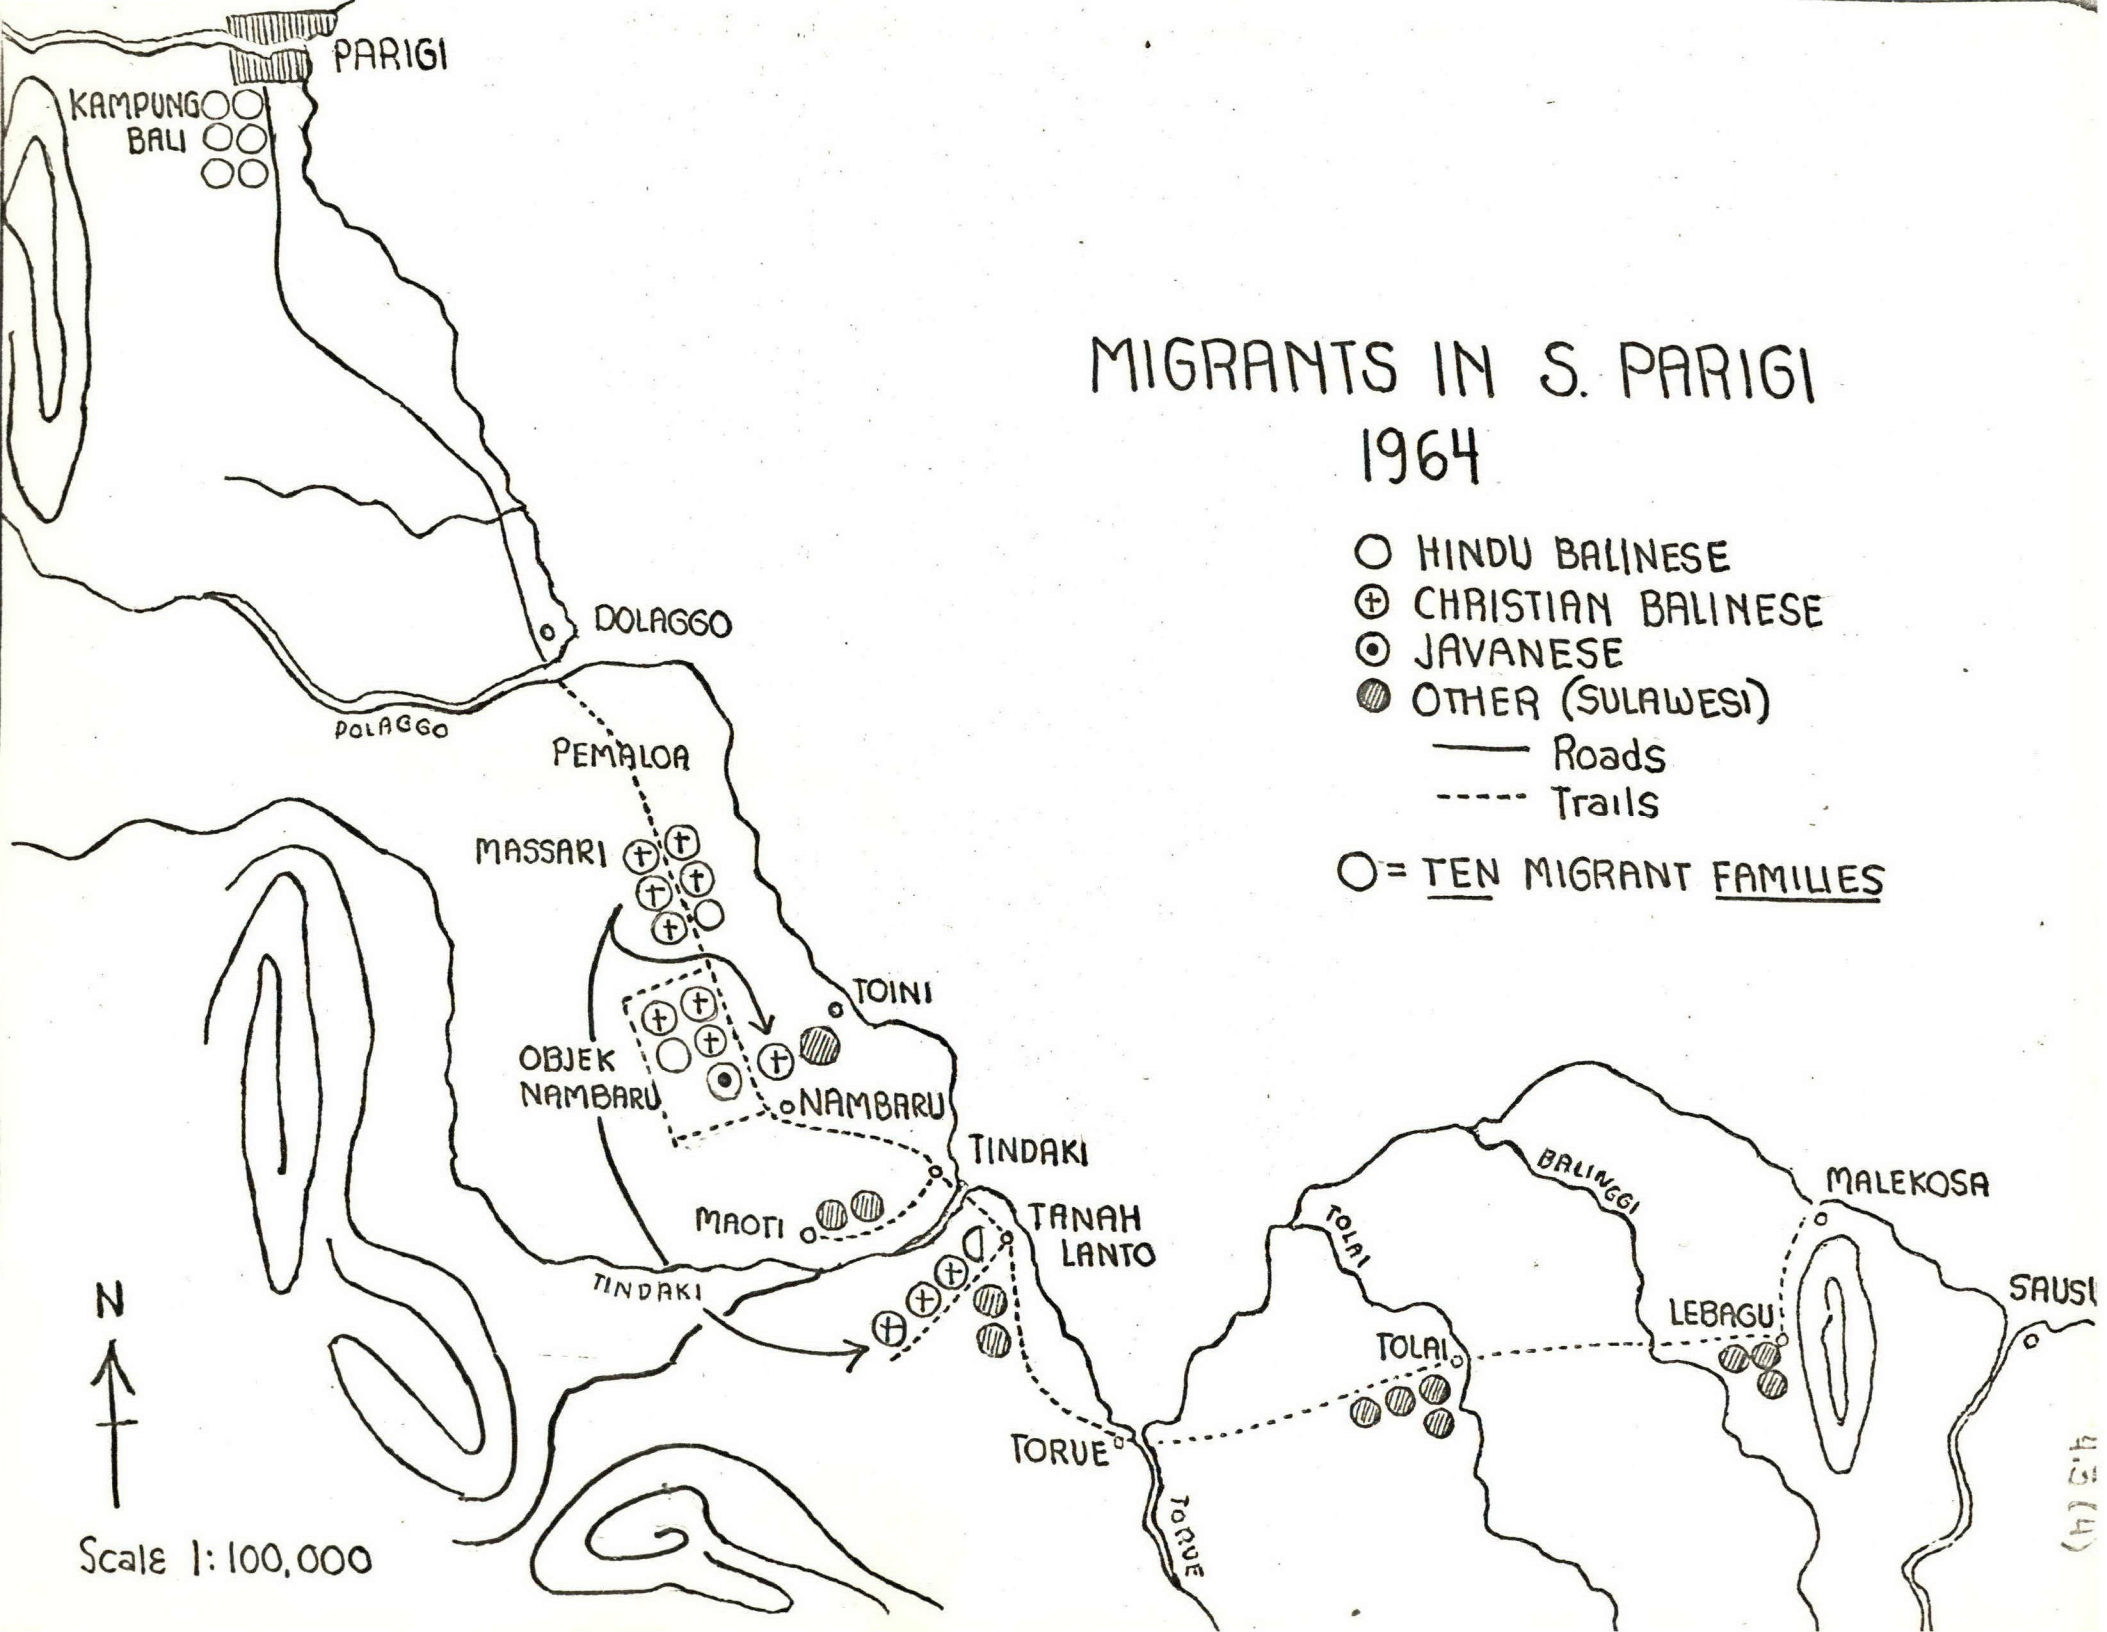 PARIGI
KAMPUNG
BALI
MIGRANTS IN S. PARIGI
1964
HINDU BALINESE
CHRISTIAN BALINESE
JAVANESE
OTHER (SULAWESI)
Roads
Trails
O = TEN MIGRANT FAMILIES
DOLAGGO
DOLAGGO
PEMALOA
MASSARI
TOINI
OBJEK
NAMBARU
NAMBARU
TINDAKI
MAOTI
TANAH
LANTO
TINDAKI
BALINGGI
MALEKOSA
TOLAI
SAUSU
LEBAGU
TOLAI
TORUE
TORUE
N
Scale 1:100,000